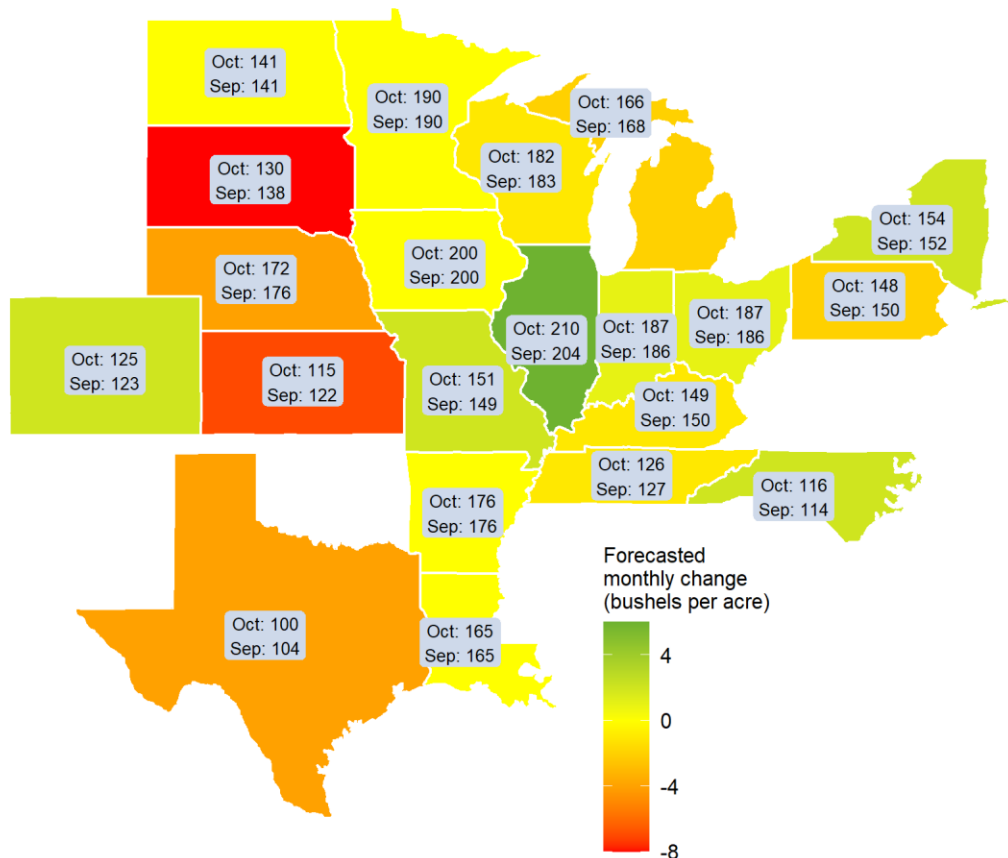 Oct: 141
Sep: 141
Oct: 190
Sep: 190
Oct: 166
Sep: 168
Oct: 130
Sep: 138
Oct: 182
Sep: 183
Oct: 154
Sep: 152
Oct: 172
Sep: 176
Oct: 200
Sep: 200
Oct: 148
Sep: 150
Oct: 125
Sep: 123
Oct: 115
Sep: 122
Oct: 151
Sep: 149
Oct: 210
Sep: 204
Oct: 187
Sep: 186
Oct: 187
Sep: 186
Oct: 149
Sep: 150
Oct: 126
Sep: 127
Oct: 116
Sep: 114
Oct: 176
Sep: 176
Oct: 100
Sep: 104
Oct: 165
Sep: 165
Forecasted
monthly change
(bushels per acre)
4
0
-4
-8